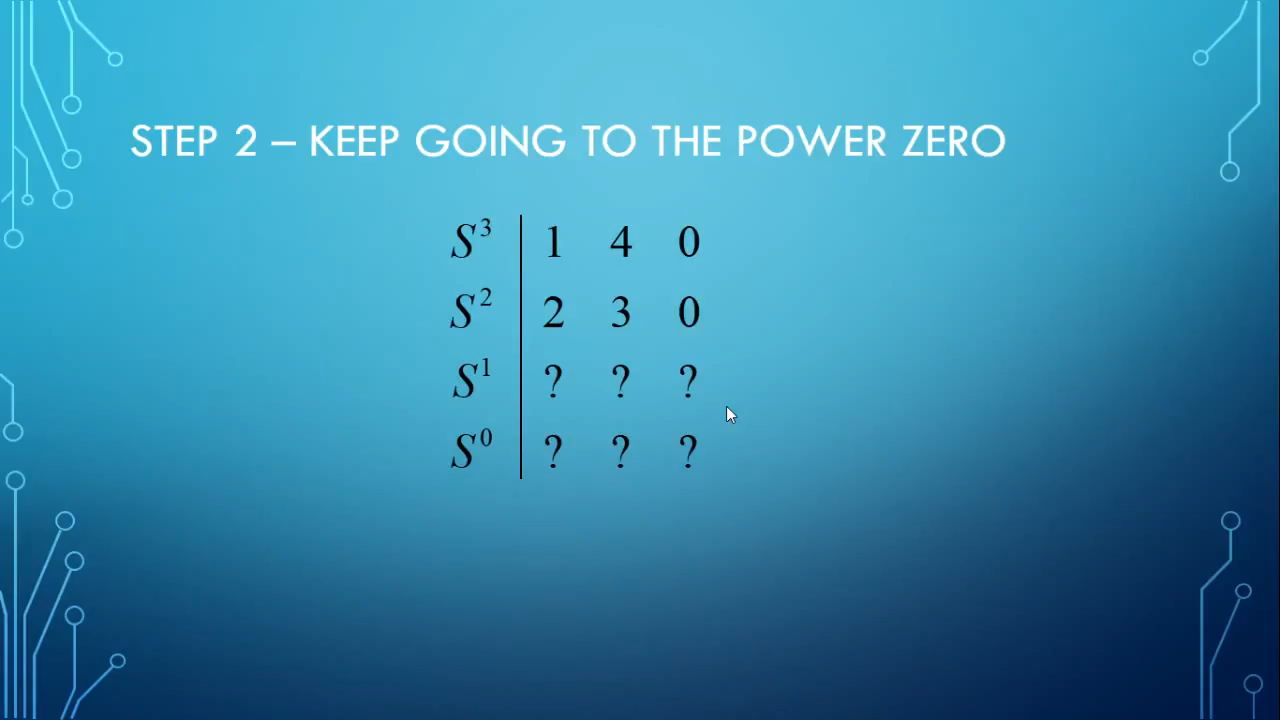 STEP 2 – KEEP GOING TO THE POWER ZERO
S³ | 1 4 0
S² | 2 3 0
S¹ | ? ? ?
S⁰ | ? ? ?